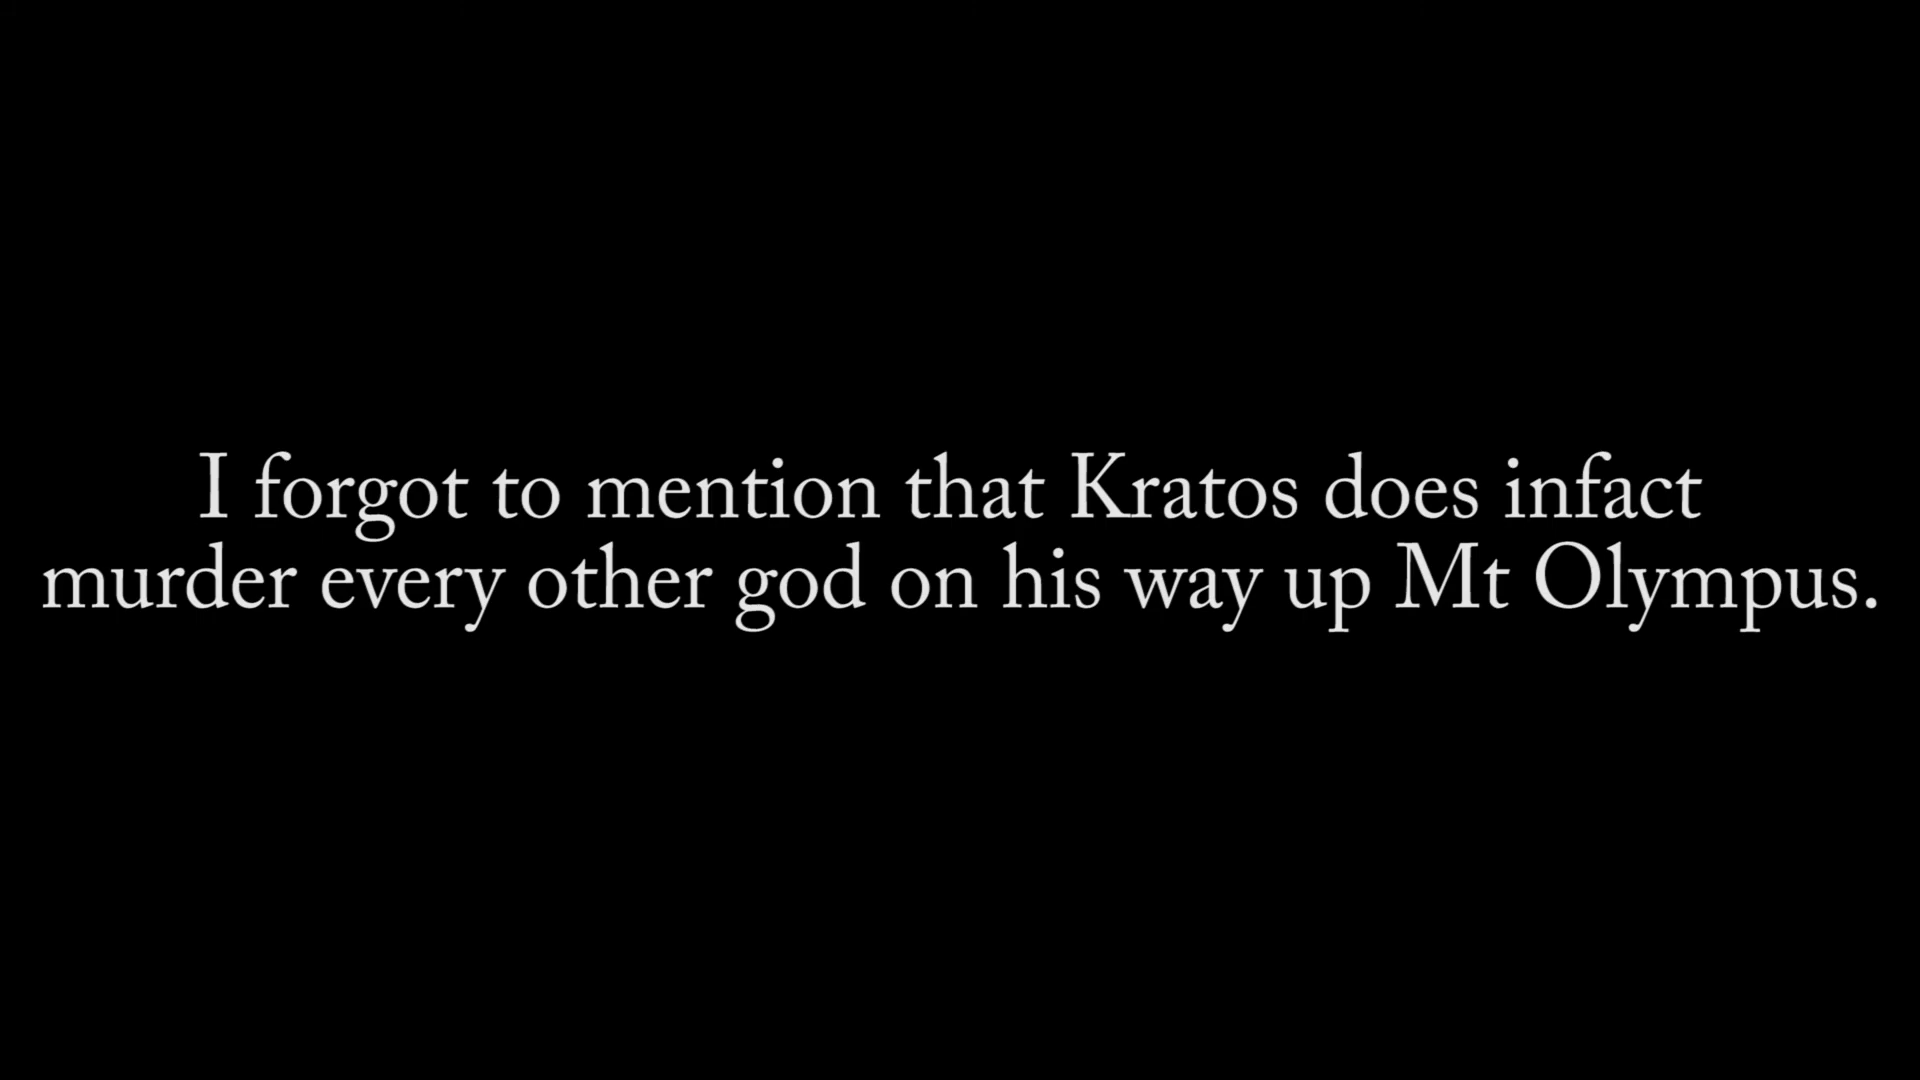 I forgot to mention that Kratos does infact
murder every other god on his way up Mt Olympus.